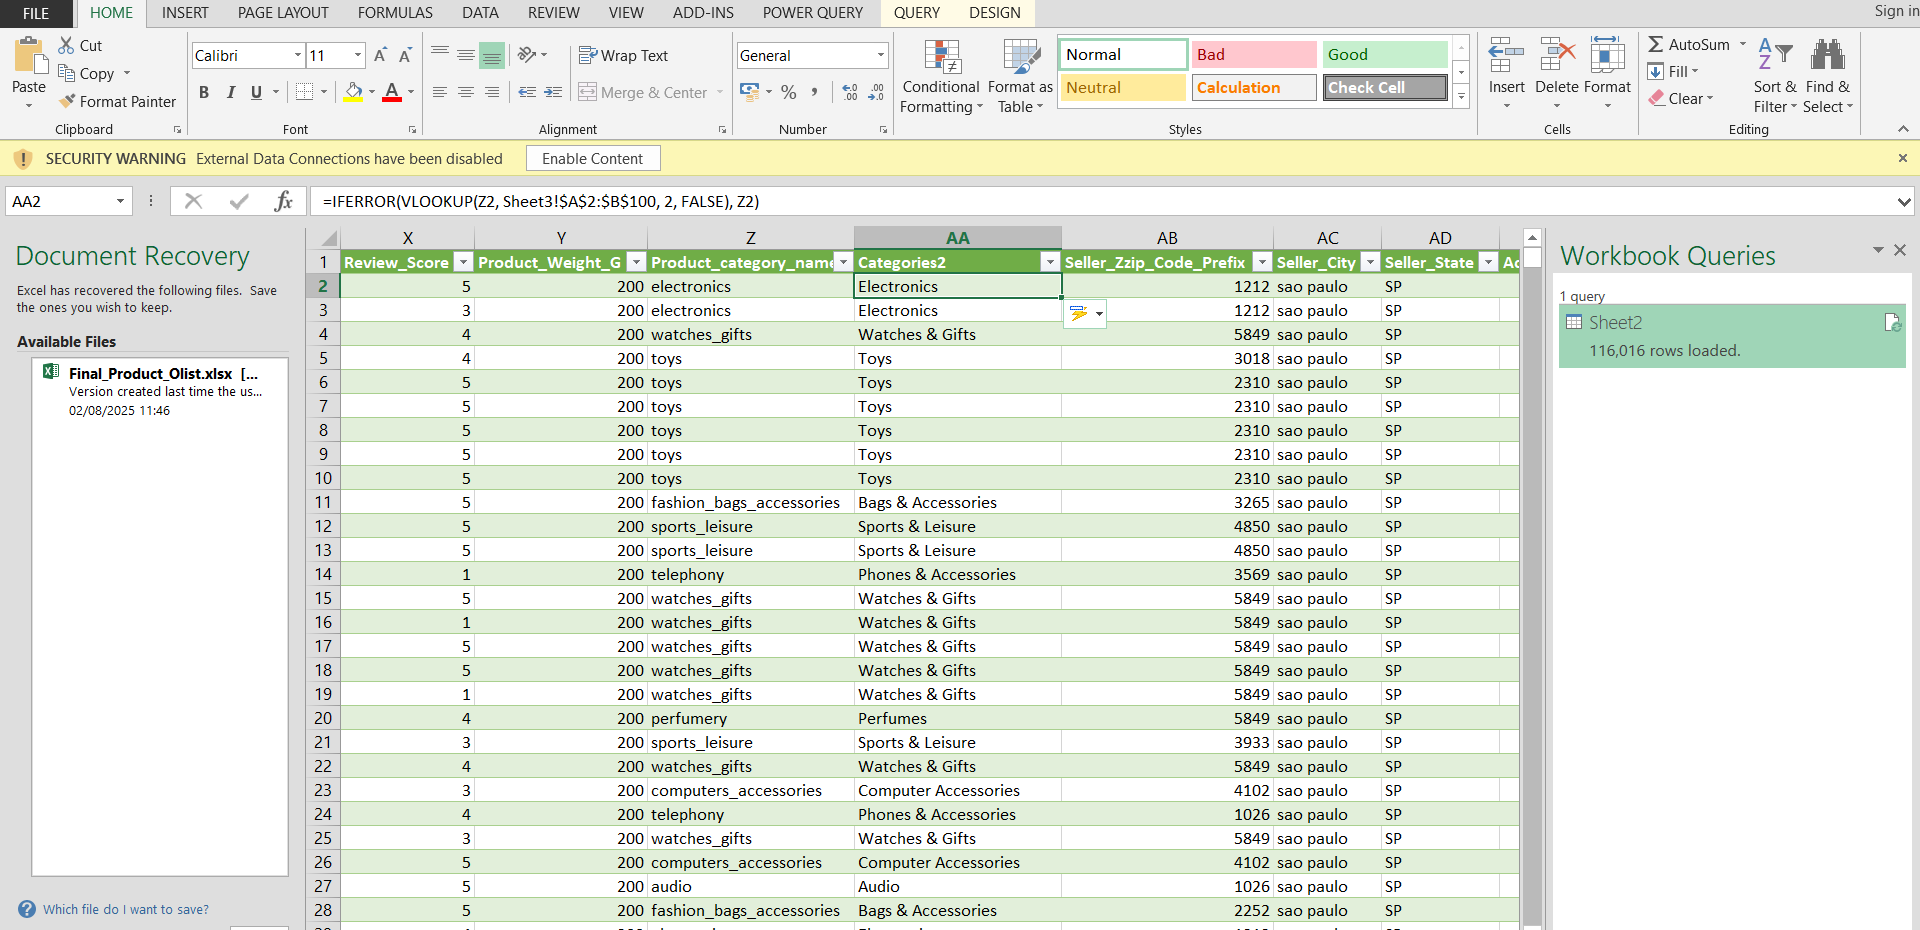 FILE HOME INSERT PAGE LAYOUT FORMULAS DATA REVIEW VIEW ADD-INS POWER QUERY QUERY DESIGN Sign in
Paste Cut Copy Format Painter Clipboard
Calibri 11 B I U A A A Font
Wrap Text Merge & Center Alignment
General % , Number
Conditional Formatting Format as Table
Normal Bad Good
Neutral Calculation Check Cell
Styles
Insert Delete Format Cells
AutoSum Fill Clear Sort & Filter Find & Select Editing
SECURITY WARNING External Data Connections have been disabled Enable Content
AA2 fx =IFERROR(VLOOKUP(Z2, Sheet3!$A$2:$B$100, 2, FALSE), Z2)
Document Recovery
Excel has recovered the following files. Save
the ones you wish to keep.
Available Files
Final_Product_Olist.xlsx [...
Version created last time the us...
02/08/2025 11:46
Which file do I want to save?
X Y Z AA AB AC AD
1 Review_Score Product_Weight_G Product_category_name Categories2 Seller_Zzip_Code_Prefix Seller_City Seller_State Ac
2 5 200 electronics Electronics 1212 sao paulo SP
3 3 200 electronics Electronics 1212 sao paulo SP
4 4 200 watches_gifts Watches & Gifts 5849 sao paulo SP
5 4 200 toys Toys 3018 sao paulo SP
6 5 200 toys Toys 2310 sao paulo SP
7 5 200 toys Toys 2310 sao paulo SP
8 5 200 toys Toys 2310 sao paulo SP
9 5 200 toys Toys 2310 sao paulo SP
10 5 200 toys Toys 2310 sao paulo SP
11 5 200 fashion_bags_accessories Bags & Accessories 3265 sao paulo SP
12 5 200 sports_leisure Sports & Leisure 4850 sao paulo SP
13 5 200 sports_leisure Sports & Leisure 4850 sao paulo SP
14 1 200 telephony Phones & Accessories 3569 sao paulo SP
15 5 200 watches_gifts Watches & Gifts 5849 sao paulo SP
16 1 200 watches_gifts Watches & Gifts 5849 sao paulo SP
17 5 200 watches_gifts Watches & Gifts 5849 sao paulo SP
18 5 200 watches_gifts Watches & Gifts 5849 sao paulo SP
19 1 200 watches_gifts Watches & Gifts 5849 sao paulo SP
20 4 200 perfumery Perfumes 5849 sao paulo SP
21 3 200 sports_leisure Sports & Leisure 3933 sao paulo SP
22 4 200 watches_gifts Watches & Gifts 5849 sao paulo SP
23 3 200 computers_accessories Computer Accessories 4102 sao paulo SP
24 4 200 telephony Phones & Accessories 1026 sao paulo SP
25 3 200 watches_gifts Watches & Gifts 5849 sao paulo SP
26 5 200 computers_accessories Computer Accessories 4102 sao paulo SP
27 5 200 audio Audio 1026 sao paulo SP
28 5 200 fashion_bags_accessories Bags & Accessories 2252 sao paulo SP
Workbook Queries
1 query
Sheet2
116,016 rows loaded.